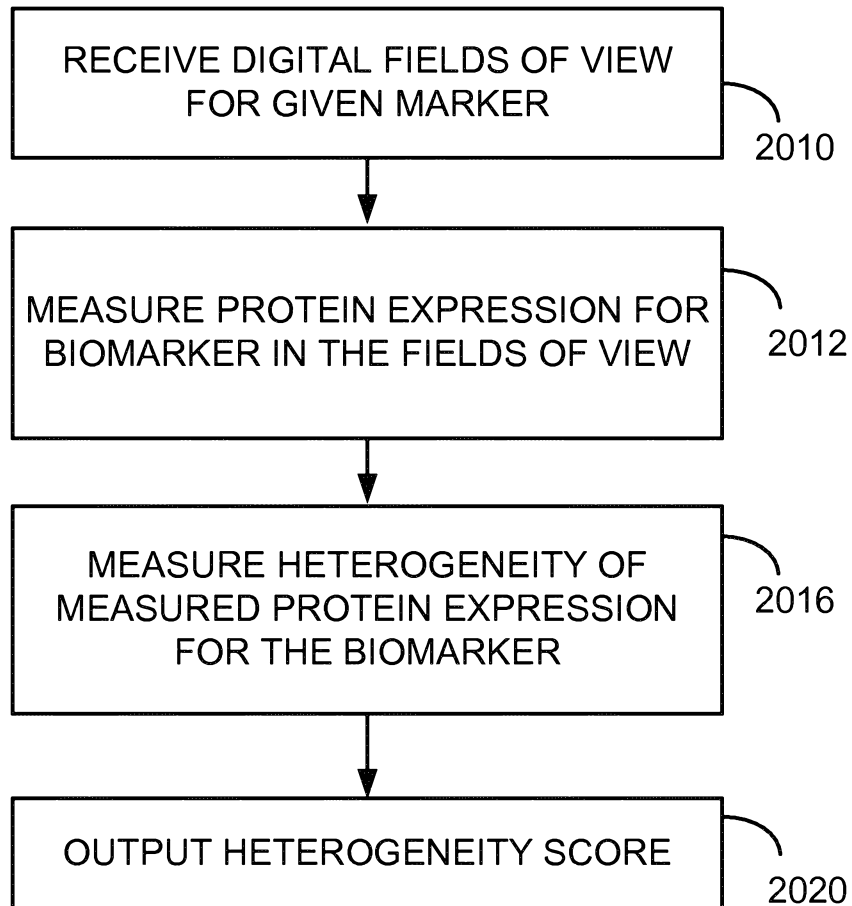 RECEIVE DIGITAL FIELDS OF VIEW
FOR GIVEN MARKER
2010
MEASURE PROTEIN EXPRESSION FOR
BIOMARKER IN THE FIELDS OF VIEW
2012
MEASURE HETEROGENEITY OF
MEASURED PROTEIN EXPRESSION
FOR THE BIOMARKER
2016
OUTPUT HETEROGENEITY SCORE
2020